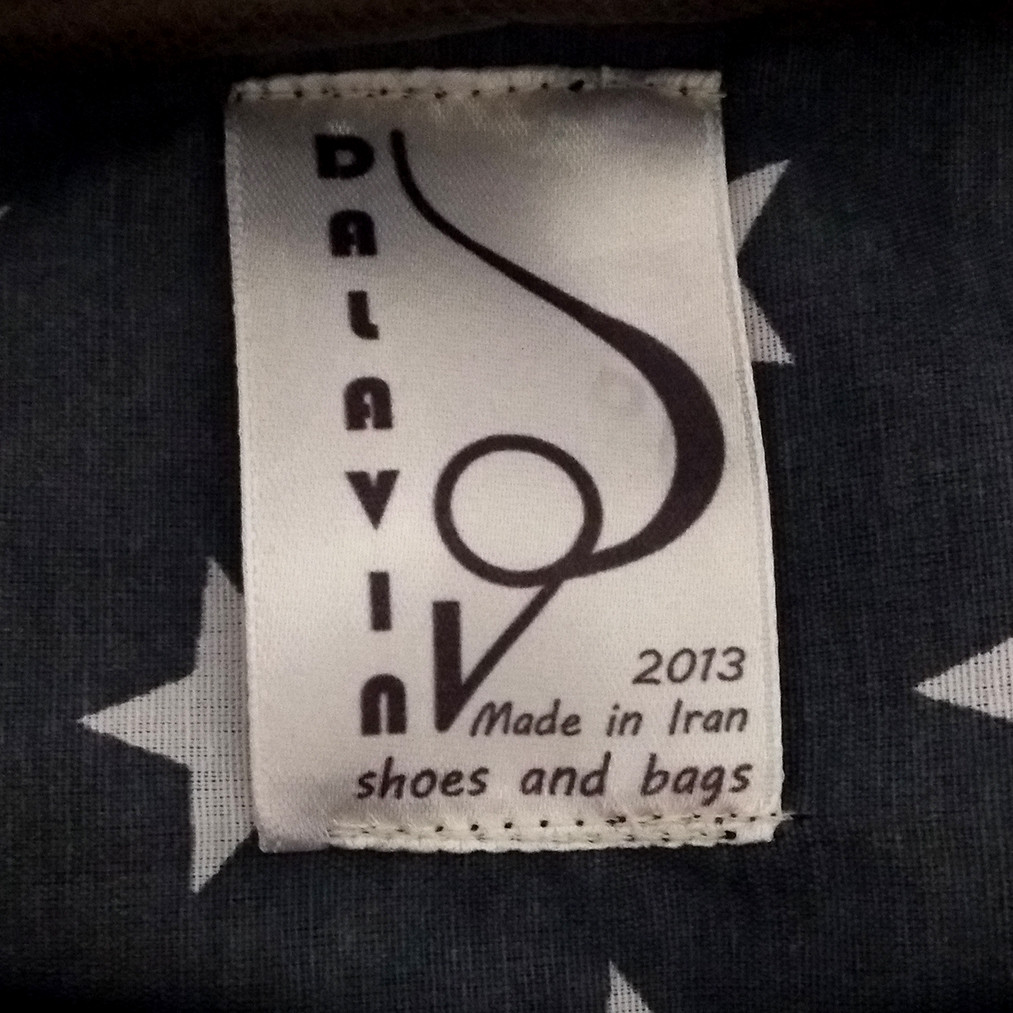 DALAVIN
2013
Made in Iran
shoes and bags